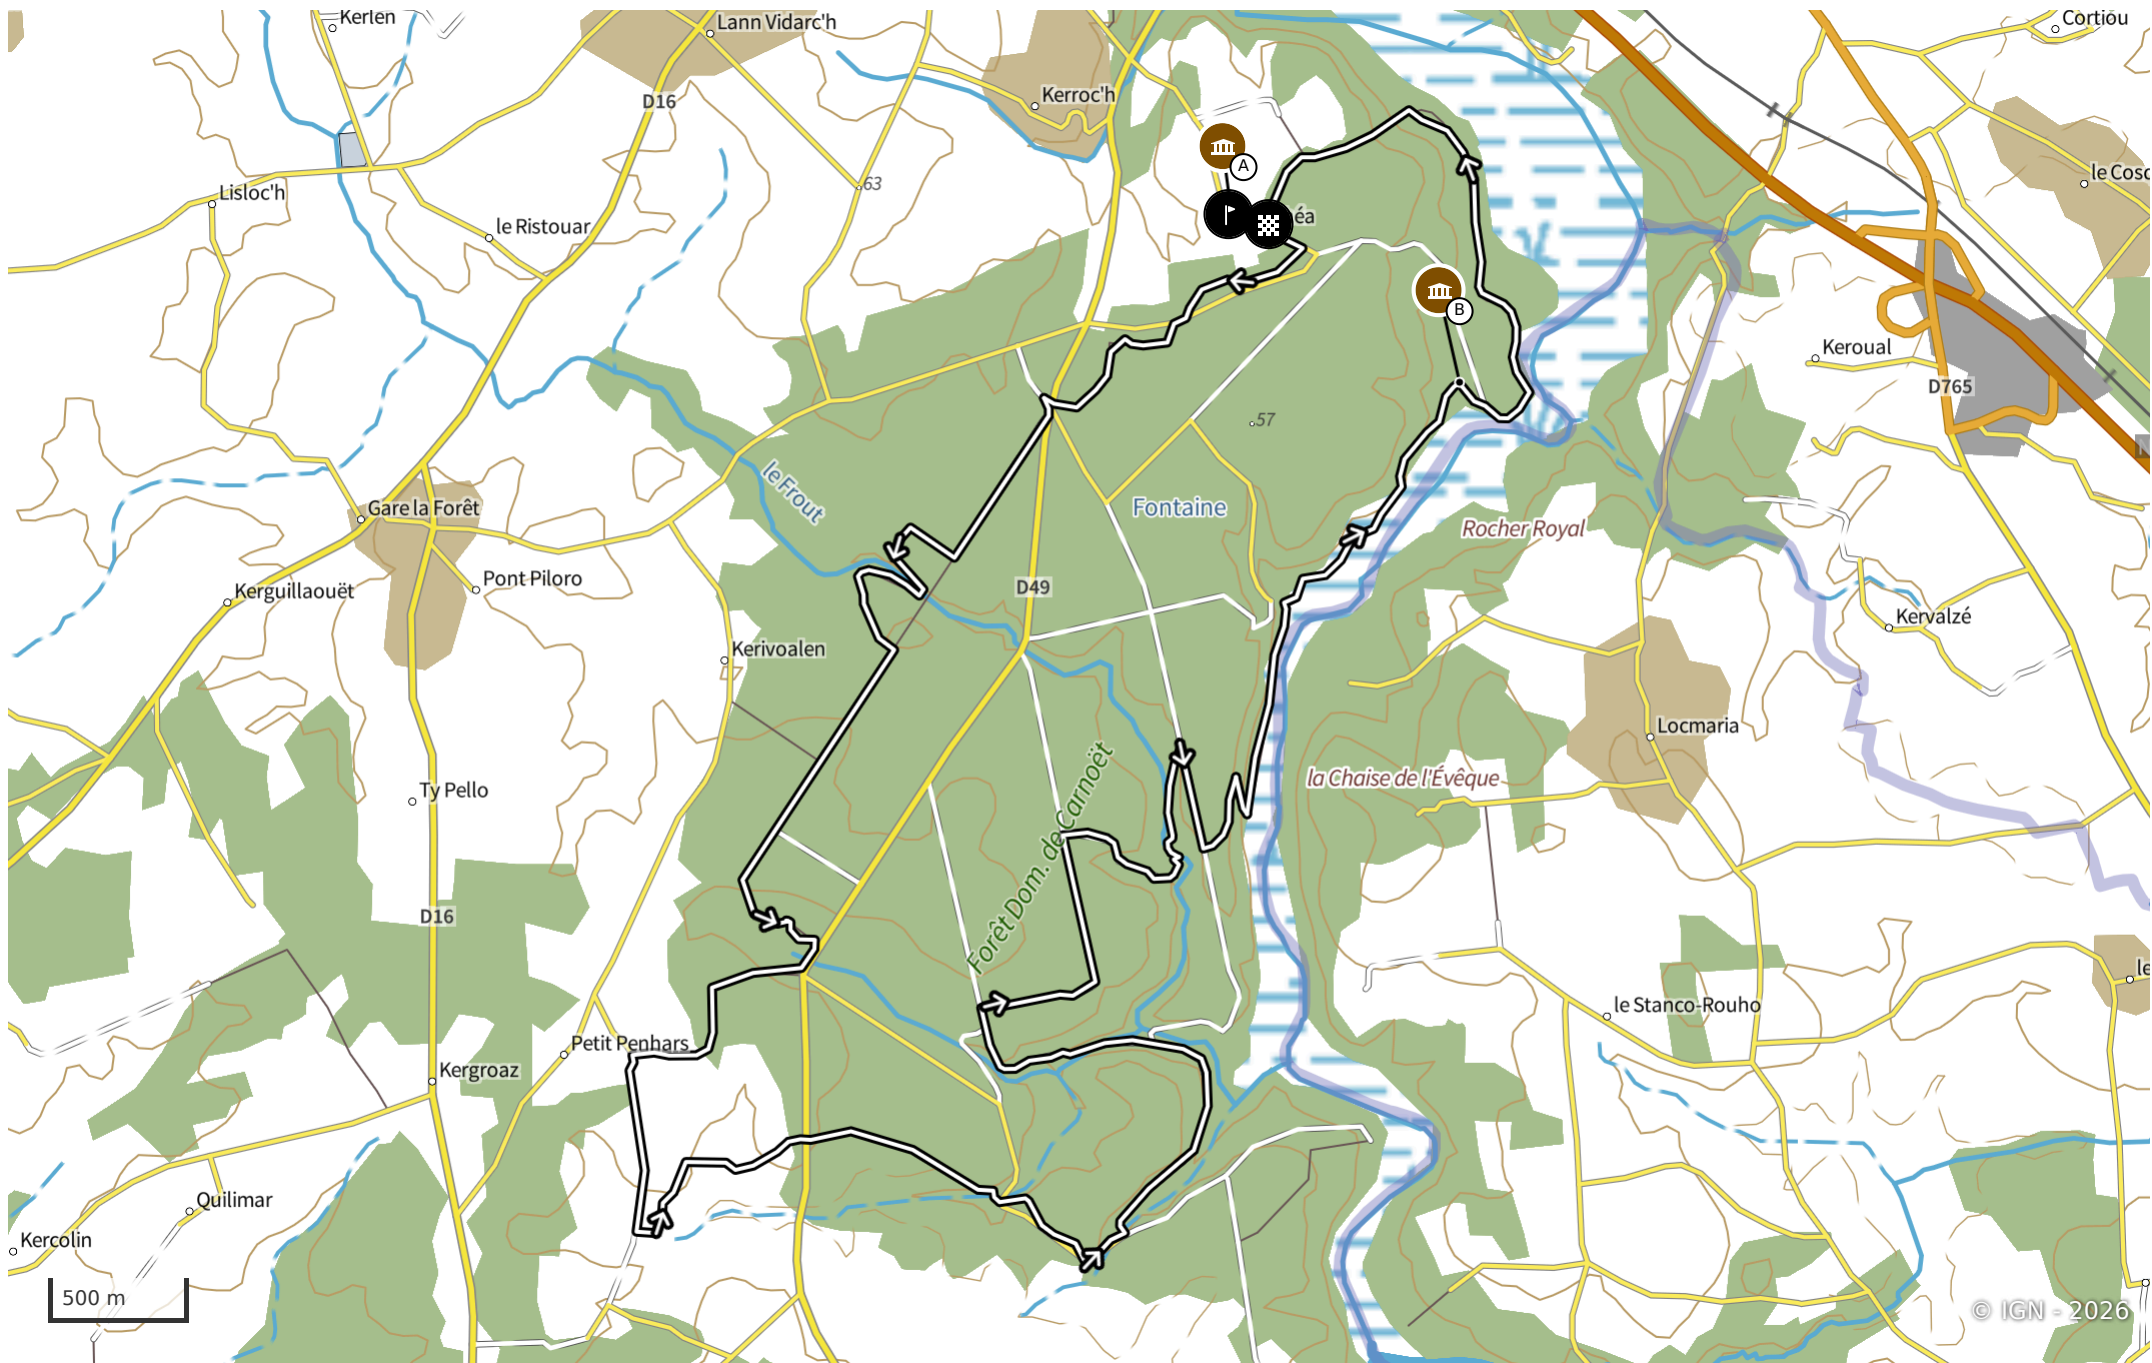 Kerlen
Lann Vidarc'h
Cortiou
D16
Kerroc'h
A
63
le Cosq
Lisloc'h
le Ristouar
éa
B
Keroual
D765
57
le Frout
Gare la Forêt
Fontaine
Rocher Royal
Pont Piloro
D49
Kerguillaouët
Kervalzé
Kerivoalen
Locmaria
Forêt Dom. de Carnoët
la Chaise de l'Évêque
Ty Pello
D16
le
le Stanco-Rouho
Petit Penhars
Kergroaz
Quilimar
Kercolin
500 m
© IGN - 2026